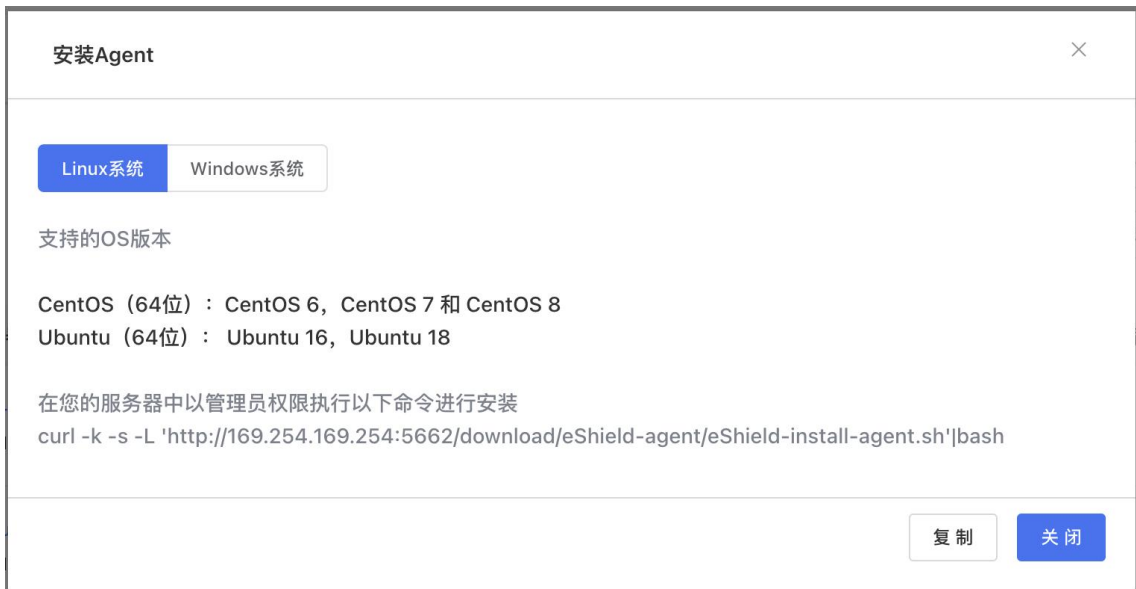 安装Agent
Linux系统
Windows系统
支持的OS版本
CentOS（64位）：CentOS 6，CentOS 7 和 CentOS 8
Ubuntu（64位）： Ubuntu 16，Ubuntu 18
在您的服务器中以管理员权限执行以下命令进行安装
curl -k -s -L 'http://169.254.169.254:5662/download/eShield-agent/eShield-install-agent.sh'|bash
复 制
关 闭